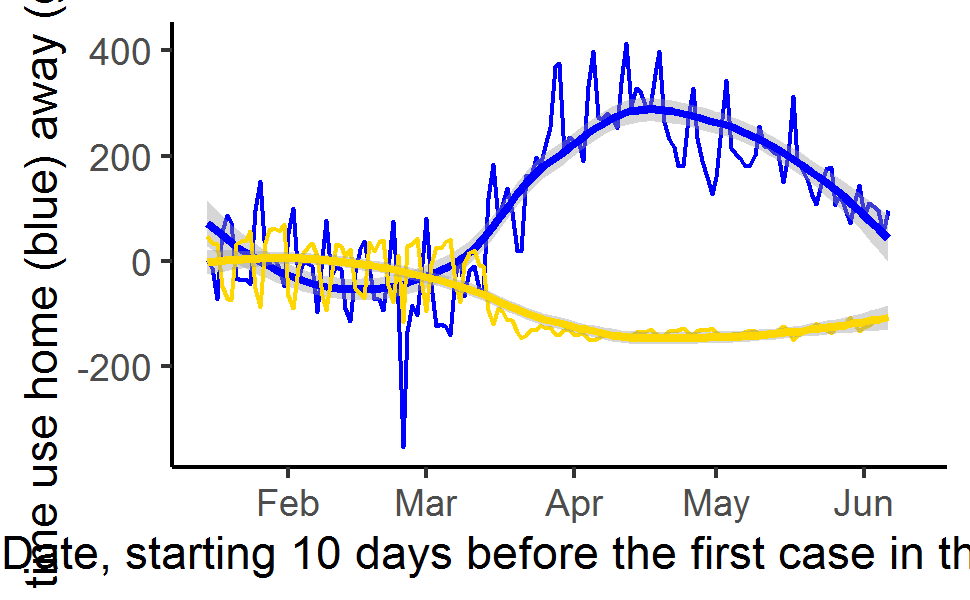 time use home (blue) away (
400
200
0
-200
Feb Mar Apr May Jun
Date, starting 10 days before the first case in th